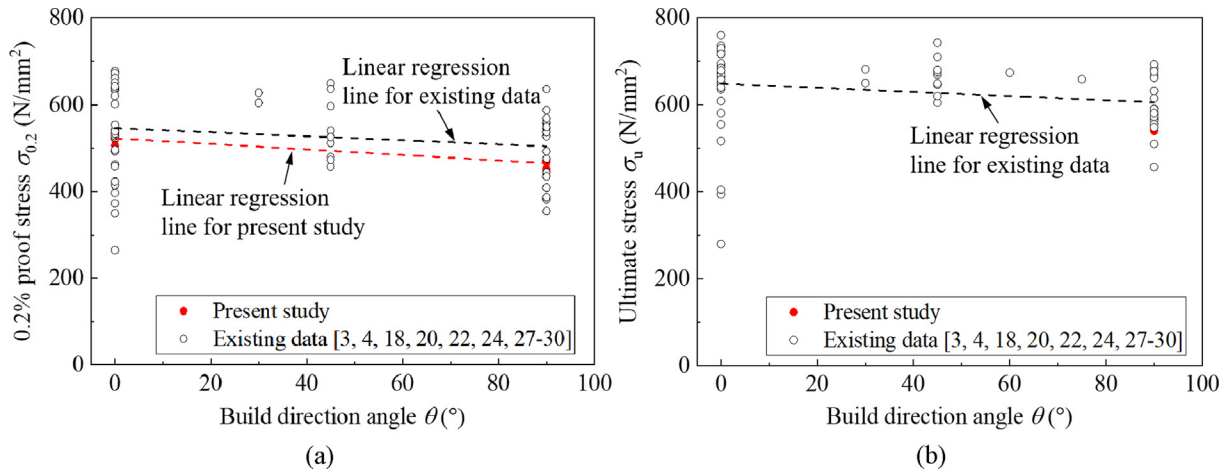 800
600
400
200
0
0 20 40 60 80 100
0.2% proof stress σ0.2 (N/mm2)
Build direction angle θ (°)
Linear regression
line for existing data
Linear regression
line for present study
Present study
Existing data [3, 4, 18, 20, 22, 24, 27-30]
(a)
800
600
400
200
0
0 20 40 60 80 100
Ultimate stress σu (N/mm2)
Build direction angle θ (°)
Linear regression
line for existing data
Present study
Existing data [3, 4, 18, 20, 22, 24, 27-30]
(b)